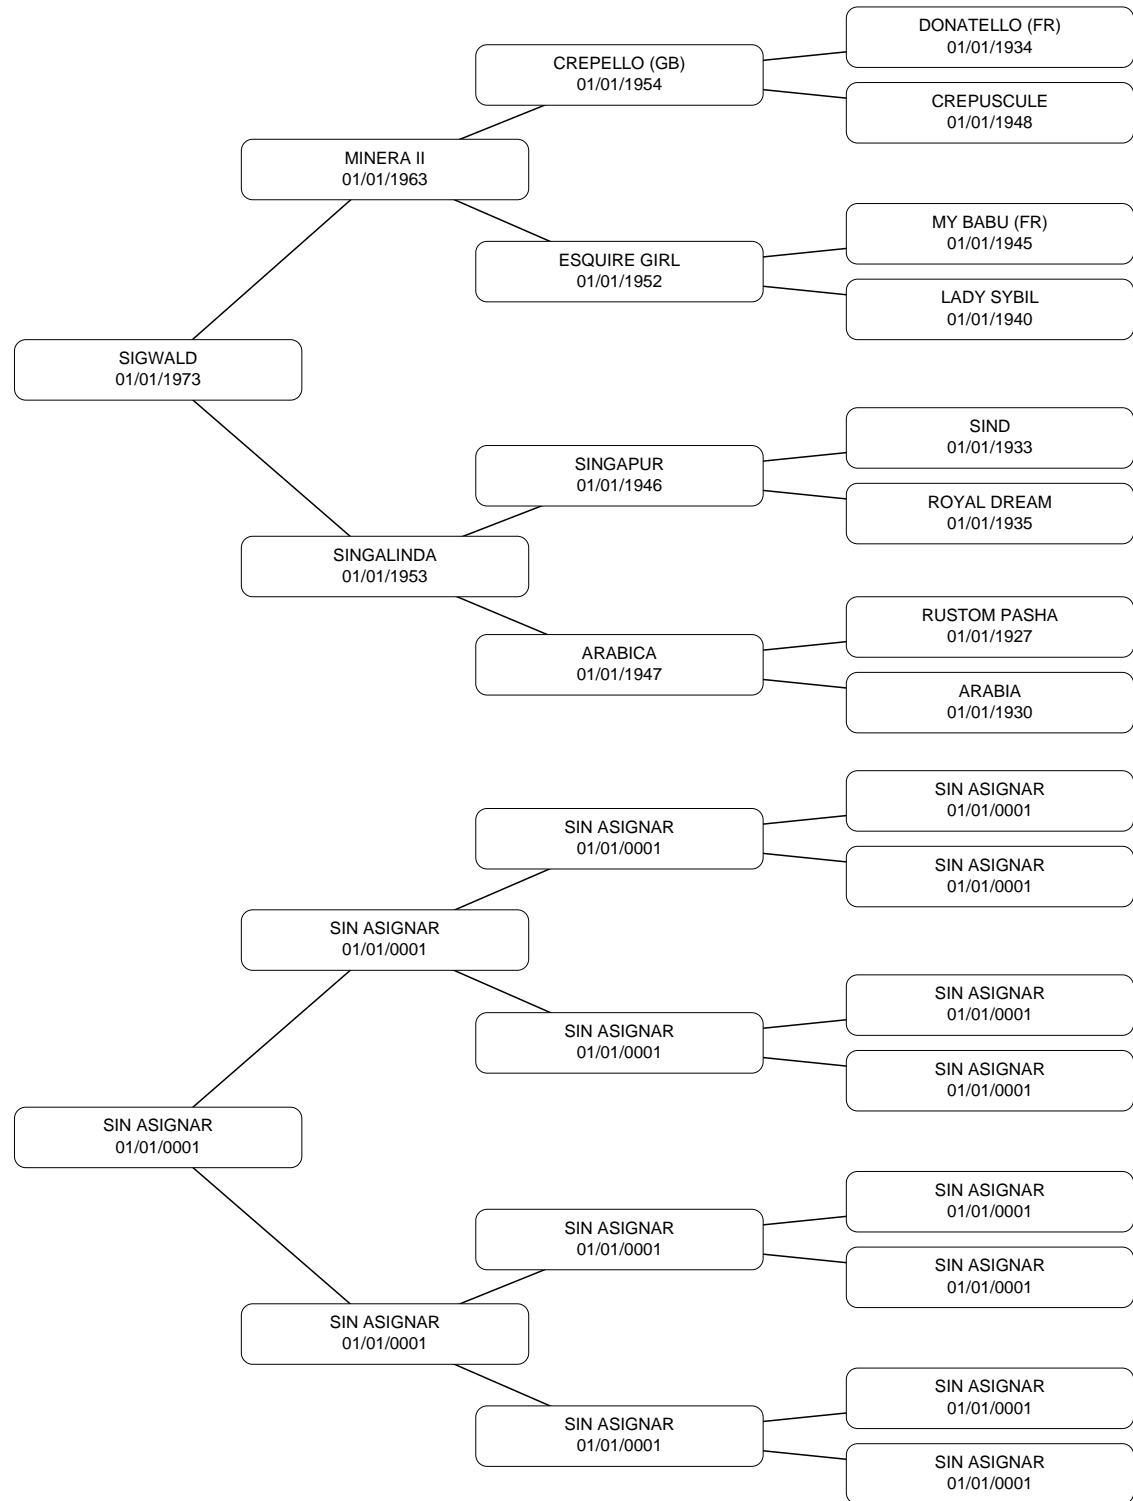 DONATELLO (FR)
01/01/1934
CREPELLO (GB)
01/01/1954
CREPUSCULE
01/01/1948
MINERA II
01/01/1963
MY BABU (FR)
01/01/1945
ESQUIRE GIRL
01/01/1952
LADY SYBIL
01/01/1940
SIGWALD
01/01/1973
SIND
01/01/1933
SINGAPUR
01/01/1946
ROYAL DREAM
01/01/1935
SINGALINDA
01/01/1953
RUSTOM PASHA
01/01/1927
ARABICA
01/01/1947
ARABIA
01/01/1930
SIN ASIGNAR
01/01/0001
SIN ASIGNAR
01/01/0001
SIN ASIGNAR
01/01/0001
SIN ASIGNAR
01/01/0001
SIN ASIGNAR
01/01/0001
SIN ASIGNAR
01/01/0001
SIN ASIGNAR
01/01/0001
SIN ASIGNAR
01/01/0001
SIN ASIGNAR
01/01/0001
SIN ASIGNAR
01/01/0001
SIN ASIGNAR
01/01/0001
SIN ASIGNAR
01/01/0001
SIN ASIGNAR
01/01/0001
SIN ASIGNAR
01/01/0001
SIN ASIGNAR
01/01/0001